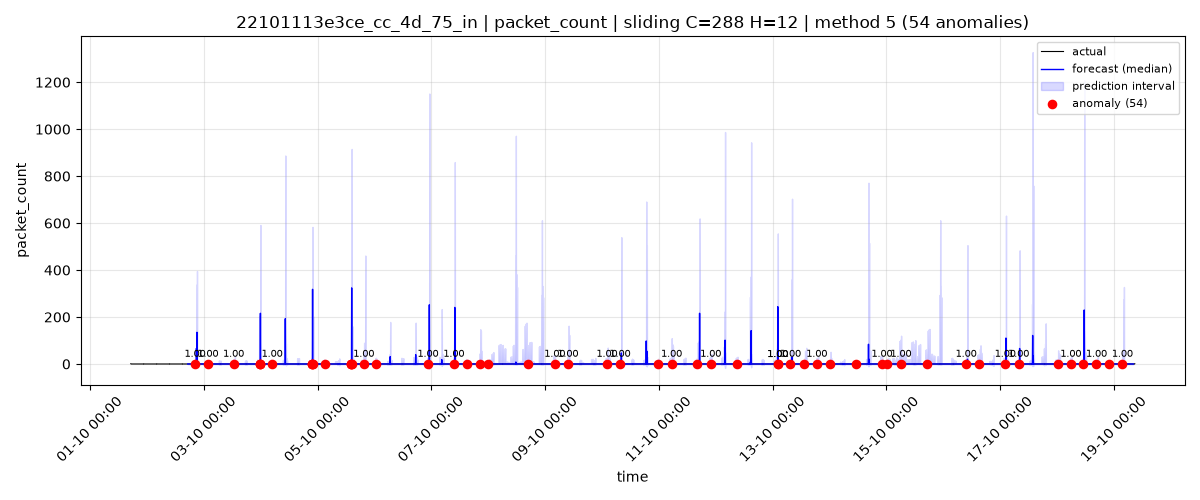 22101113e3ce_cc_4d_75_in | packet_count | sliding C=288 H=12 | method 5 (54 anomalies)
actual
forecast (median)
prediction interval
anomaly (54)
packet_count
1200
1000
800
600
400
200
0
1.00 1.00 1.00 1.00 1.00 1.00 1.00 1.00 1.00 1.00 1.00 1.00 1.00 1.00 1.00 1.00 1.00 1.00 1.00 1.00 1.00 1.00 1.00 1.00 1.00 1.00 1.00
01-10 00:00
03-10 00:00
05-10 00:00
07-10 00:00
09-10 00:00
11-10 00:00
13-10 00:00
15-10 00:00
17-10 00:00
19-10 00:00
time